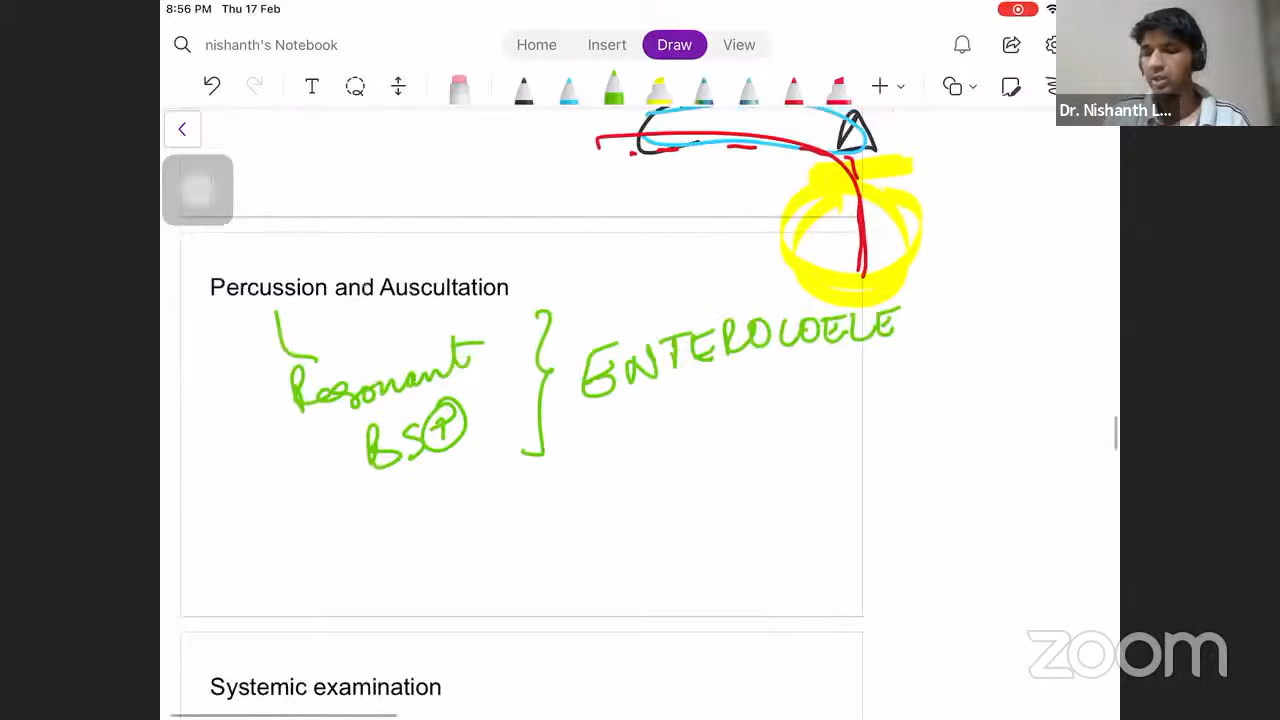 8:56 PM Thu 17 Feb
nishanth's Notebook
Home Insert Draw View
Dr. Nishanth L...
Percussion and Auscultation
Resonant
BS +
ENTEROCOELE
Systemic examination
zoom